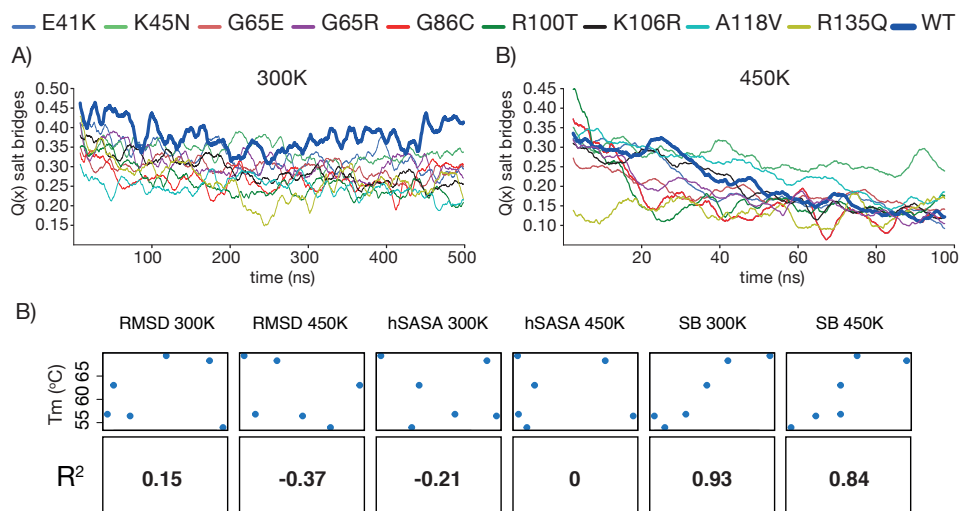 E41K K45N G65E G65R G86C R100T K106R A118V R135Q WT
A) 300K
Q(x) salt bridges
0.50
0.45
0.40
0.35
0.30
0.25
0.20
0.15
100 200 300 400 500
time (ns)
B) 450K
Q(x) salt bridges
0.45
0.40
0.35
0.30
0.25
0.20
0.15
0.10
20 40 60 80 100
time (ns)
B)
RMSD 300K RMSD 450K hSASA 300K hSASA 450K SB 300K SB 450K
Tm (°C)
55 60 65
R² 0.15 -0.37 -0.21 0 0.93 0.84